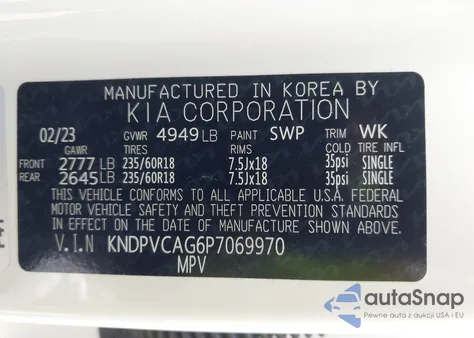 MANUFACTURED IN KOREA BY
KIA CORPORATION
02/23 GVWR 4949 LB PAINT SWP TRIM WK
GAWR TIRES RIMS COLD TIRE INFL
FRONT 2777 LB 235/60R18 7.5Jx18 35psi SINGLE
REAR 2645 LB 235/60R18 7.5Jx18 35psi SINGLE
THIS VEHICLE CONFORMS TO ALL APPLICABLE U.S.A. FEDERAL
MOTOR VEHICLE SAFETY AND THEFT PREVENTION STANDARDS
IN EFFECT ON THE DATE OF MANUFACTURE SHOWN ABOVE.
V.I.N KNDPVCAG6P7069970
MPV
autoSnap
Pewne auta z aukcji USA i EU